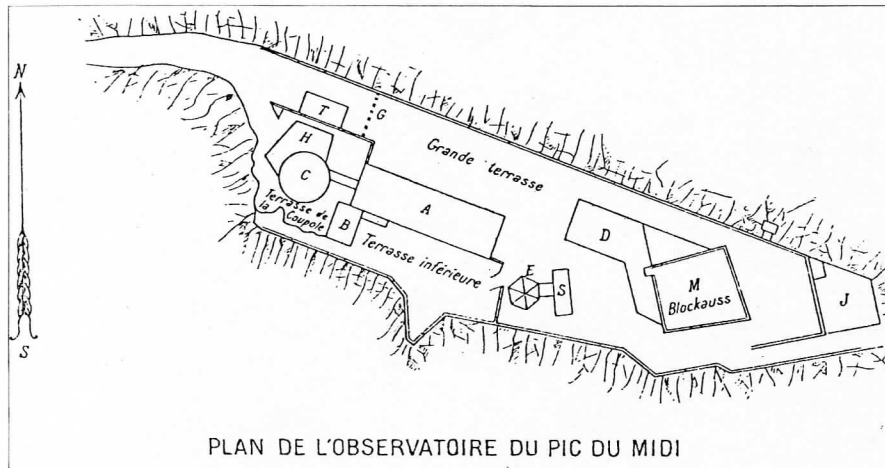 N
S
T
G
H
C
Grande terrasse
Terrasse de
la Coupole
B
A
Terrasse inférieure
D
E
S
M
Blockauss
J
PLAN DE L'OBSERVATOIRE DU PIC DU MIDI